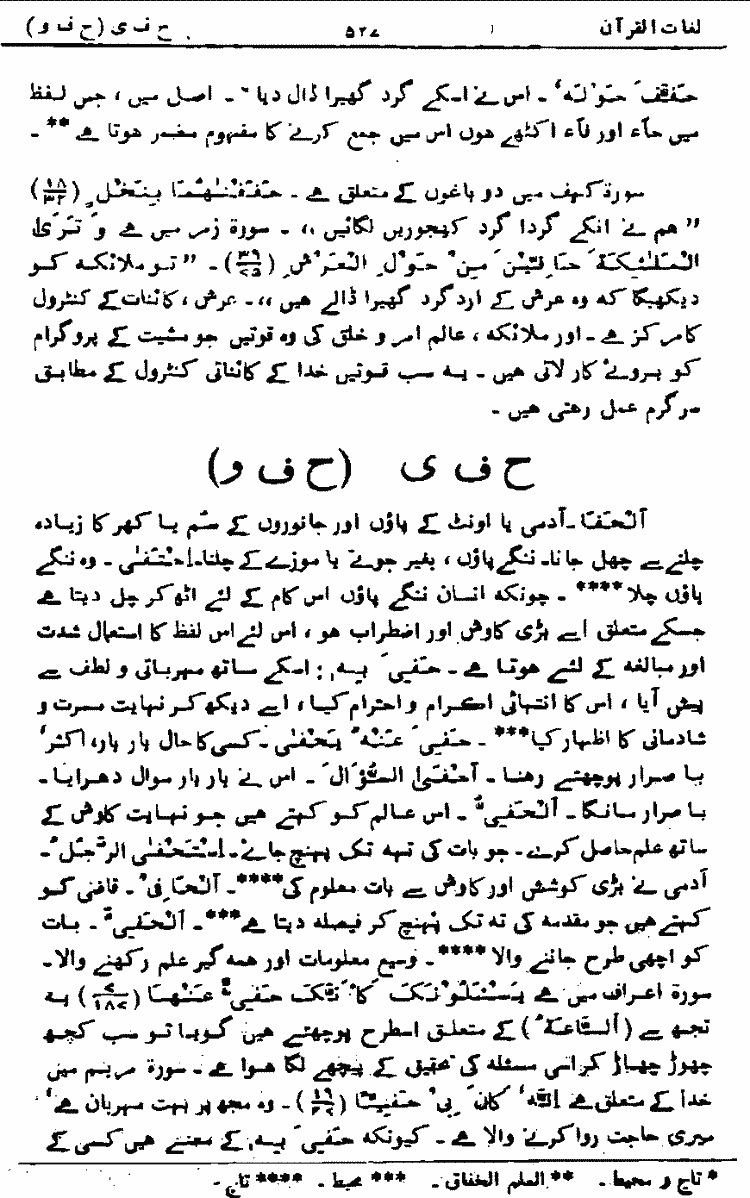 لغات القرآن ۵۲۷ ح ف ی (ح ف و)
حَفَّفَ حَوْلَهٗ ۔ اس نے اسکے گرد گھیرا ڈال دیا* ۔ اصل میں ، جس لفظ
میں حاء اور فاء اکٹھے ہوں اس میں جمع کرنے کا مفہوم مضمر ہوتا ہے ** ۔
سورۃ کہف میں دو باغوں کے متعلق ہے ۔ حَفَفْنٰہُمَا بِنَخْلٍ (۱۸/۳۲)
” ہم نے انکے گردا گرد کھجوریں لگائیں ،، ۔ سورۃ زمر میں ہے وَ تَرَی
الْمَلٰئِکَۃَ حَافِّیْنَ مِنْ حَوْلِ الْعَرْشِ (۳۹/۷۵) ۔ ” تو ملائکہ کو
دیکھیگا کہ وہ عرش کے ارد گرد گھیرا ڈالے ہیں ،، ۔ عرش ، کائنات کے کنٹرول
کا مرکز ہے ۔ اور ملائکہ ، عالم امر و خلق کی وہ قوتیں جو مشیت کے پروگرام
کو بروئے کار لاتی ہیں ۔ یہ سب قوتیں خدا کے کائناتی کنٹرول کے مطابق
سرگرم عمل رہتی ہیں ۔
ح ف ی (ح ف و)
اَلْحَفَا ۔ آدمی یا اونٹ کے پاؤں اور جانوروں کے سُم یا کھر کا زیادہ
چلنے سے چھل جانا ۔ ننگے پاؤں ، بغیر جوتے یا موزے کے چلنا ۔ اِحْتَفٰی ۔ وہ ننگے
پاؤں چلا **** ۔ چونکہ انسان ننگے پاؤں اس کام کے لئے اٹھ کر چل دیتا ہے
جسکے متعلق اسے بڑی کاوش اور اضطراب ہو ، اس لئے اس لفظ کا استعمال شدت
اور مبالغہ کے لئے ہوتا ہے ۔ حَفِیَ بِہٖ : اسکے ساتھ مہربانی و لطف سے
پیش آیا ، اس کا انتہائی اکرام و احترام کیا ، اسے دیکھ کر نہایت مسرت و
شادمانی کا اظہار کیا *** ۔ حَفِیَ عَنْہُ یَحْفٰی ۔ کسی کا حال بار بار ، اکثر ،
با صرار پوچھتے رہنا ۔ اَحْفَی السُّؤَالَ ۔ اس نے بار بار سوال دھرایا ۔
با صرار مانگا ۔ اَلْحَفِیُّ ۔ اس عالم کو کہتے ہیں جو نہایت کاوش کے
ساتھ علم حاصل کرے ۔ جو بات کی تہہ تک پہنچ جائے ۔ اِسْتَحْفَی الرَّجُلُ ۔
آدمی نے بڑی کوشش اور کاوش سے بات معلوم کی **** ۔ اَلْحَافِیْ ۔ قاضی کو
کہتے ہیں جو مقدمہ کی تہ تک پہنچ کر فیصلہ دیتا ہے *** ۔ اَلْحَفِیُّ ۔ بات
کو اچھی طرح جاننے والا **** ۔ وسیع معلومات اور ہمہ گیر علم رکھنے والا ۔
سورۃ اعراف میں ہے یَسْئَلُوْنَکَ کَاَنَّکَ حَفِیٌّ عَنْھَا (۷/۱۸۷) یہ
تجھ سے (اَلسَّاعَۃُ) کے متعلق اسطرح پوچھتے ہیں گویا تو سب کچھ
چھوڑ چھاڑ کر اسی مسئلہ کی تحقیق کے پیچھے لگا ہوا ہے ۔ سورۃ مریم میں
خدا کے متعلق ہے اِنَّہٗ کَانَ بِیْ حَفِیًّا (۱۹/۴۷) ۔ وہ مجھ پر بہت مہربان ہے ،
میری حاجت روا کرنے والا ہے ۔ کیونکہ حَفِیَ بِہٖ کے معنے ہیں کسی کے
* تاج و محیط ۔ ** العلم الخفاق ۔ *** محیط ۔ **** تاج ۔